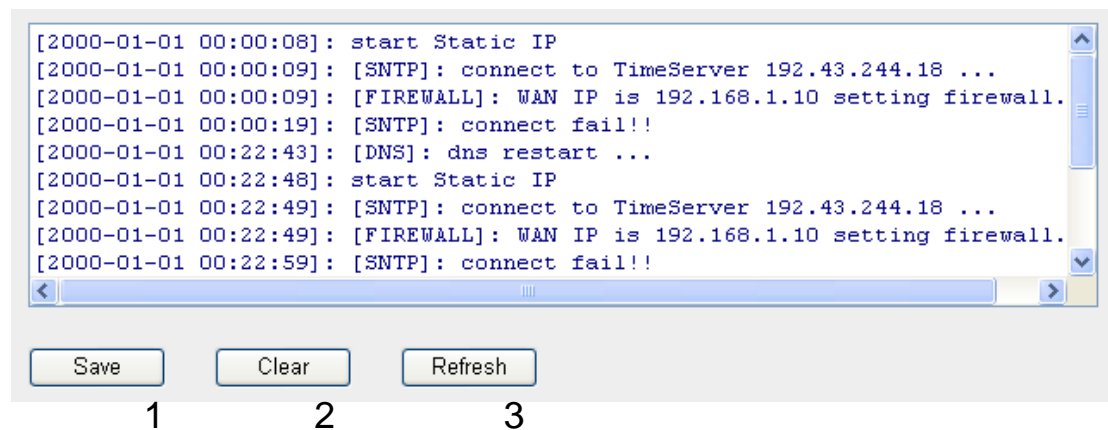 [2000-01-01 00:00:08]: start Static IP
[2000-01-01 00:00:09]: [SNTP]: connect to TimeServer 192.43.244.18 ...
[2000-01-01 00:00:09]: [FIREWALL]: WAN IP is 192.168.1.10 setting firewall.
[2000-01-01 00:00:19]: [SNTP]: connect fail!!
[2000-01-01 00:22:43]: [DNS]: dns restart ...
[2000-01-01 00:22:48]: start Static IP
[2000-01-01 00:22:49]: [SNTP]: connect to TimeServer 192.43.244.18 ...
[2000-01-01 00:22:49]: [FIREWALL]: WAN IP is 192.168.1.10 setting firewall.
[2000-01-01 00:22:59]: [SNTP]: connect fail!!
Save Clear Refresh
1 2 3